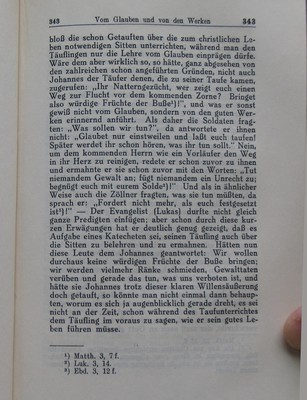 342 Vom Glauben und von den Werken 343
bloß die schon Getauften über die zum christlichen Le-
ben notwendigen Sitten unterrichten, während man den
Täuflingen nur die Lehre vom Glauben einprägen dürfe.
Wäre dem aber wirklich so, so hätte, ganz abgesehen von
den zahlreichen schon angeführten Gründen, nicht auch
Johannes der Täufer denen, die zu seiner Taufe kamen,
zugerufen: „Ihr Natterngezücht, wer zeigt euch einen
Weg zur Flucht vor dem kommenden Zorne? Bringet
also würdige Früchte der Buße¹)!", und was er sonst
gewiß nicht vom Glauben, sondern von den guten Wer-
ken erinnernd anführt. Als daher die Soldaten frag-
ten: „Was sollen wir tun?", da antwortete er ihnen
nicht: „Glaubet nur einstweilen und laßt euch taufen!
Später werdet ihr schon hören, was ihr tun sollt." Nein,
um dem kommenden Herrn wie ein Vorläufer den Weg
in ihr Herz zu reinigen, redete er schon zuvor zu ihnen
und ermahnte er sie schon zuvor mit den Worten: „Tut
niemandem Gewalt an; fügt niemandem ein Unrecht zu;
begnügt euch mit eurem Solde²)!" Und als in ähnlicher
Weise auch die Zöllner fragten, was sie tun müßten, da
sprach er: „Fordert nicht mehr, als euch festgesetzt
ist³)!" — Der Evangelist (Lukas) durfte nicht gleich
ganze Predigten einfügen; aber schon durch diese kur-
zen Erwägungen hat er deutlich genug gezeigt, daß es
Aufgabe eines Katecheten sei, seinen Täufling auch über
die Sitten zu belehren und zu ermahnen. Hätten nun
diese Leute dem Johannes geantwortet: Wir wollen
durchaus keine würdigen Früchte der Buße bringen;
wir werden vielmehr Ränke schmieden, Gewalttaten
verüben und gerade das tun, was uns verboten ist, und
hätte sie Johannes trotz dieser klaren Willensäußerung
doch getauft, so könnte man nicht einmal dann behaup-
ten, worum es sich ja augenblicklich gerade dreht, es sei
nicht an der Zeit, schon während des Taufunterrichtes
dem Täufling im voraus zu sagen, wie er sein gutes Le-
ben führen müsse.
¹) Matth. 3, 7 f.
²) Luk. 3, 14.
³) Ebd. 3, 12 f.